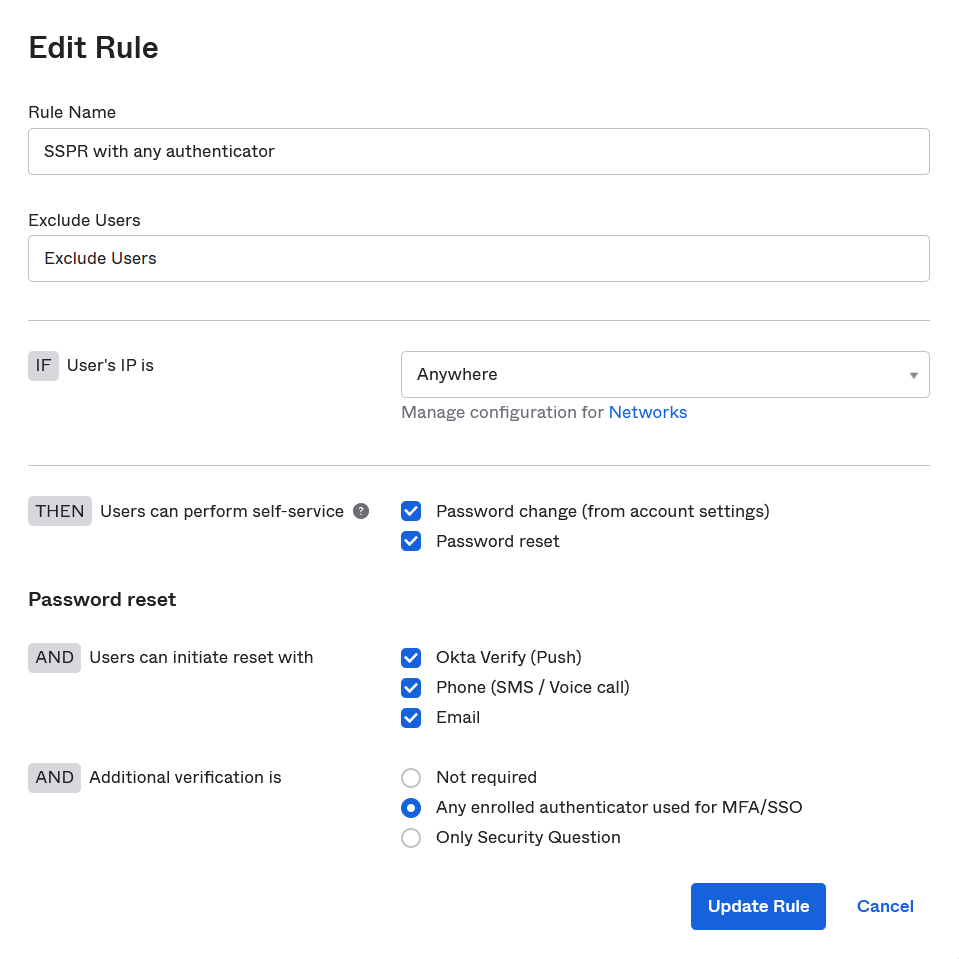 Edit Rule
Rule Name
SSPR with any authenticator
Exclude Users
Exclude Users
IF User's IP is
Anywhere
Manage configuration for Networks
THEN Users can perform self-service ?
Password change (from account settings)
Password reset
Password reset
AND Users can initiate reset with
Okta Verify (Push)
Phone (SMS / Voice call)
Email
AND Additional verification is
Not required
Any enrolled authenticator used for MFA/SSO
Only Security Question
Update Rule Cancel